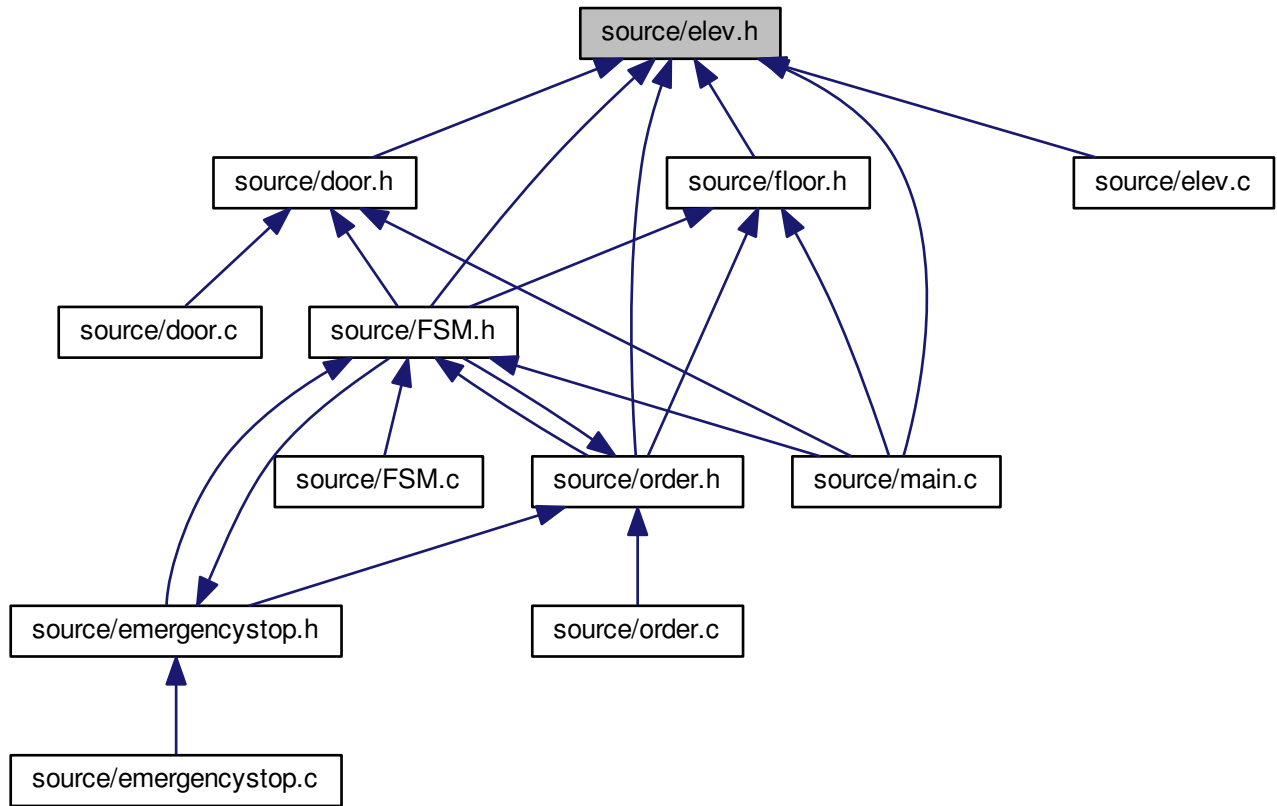 source/elev.h
source/door.h
source/floor.h
source/elev.c
source/door.c
source/FSM.h
source/FSM.c
source/order.h
source/main.c
source/emergencystop.h
source/order.c
source/emergencystop.c